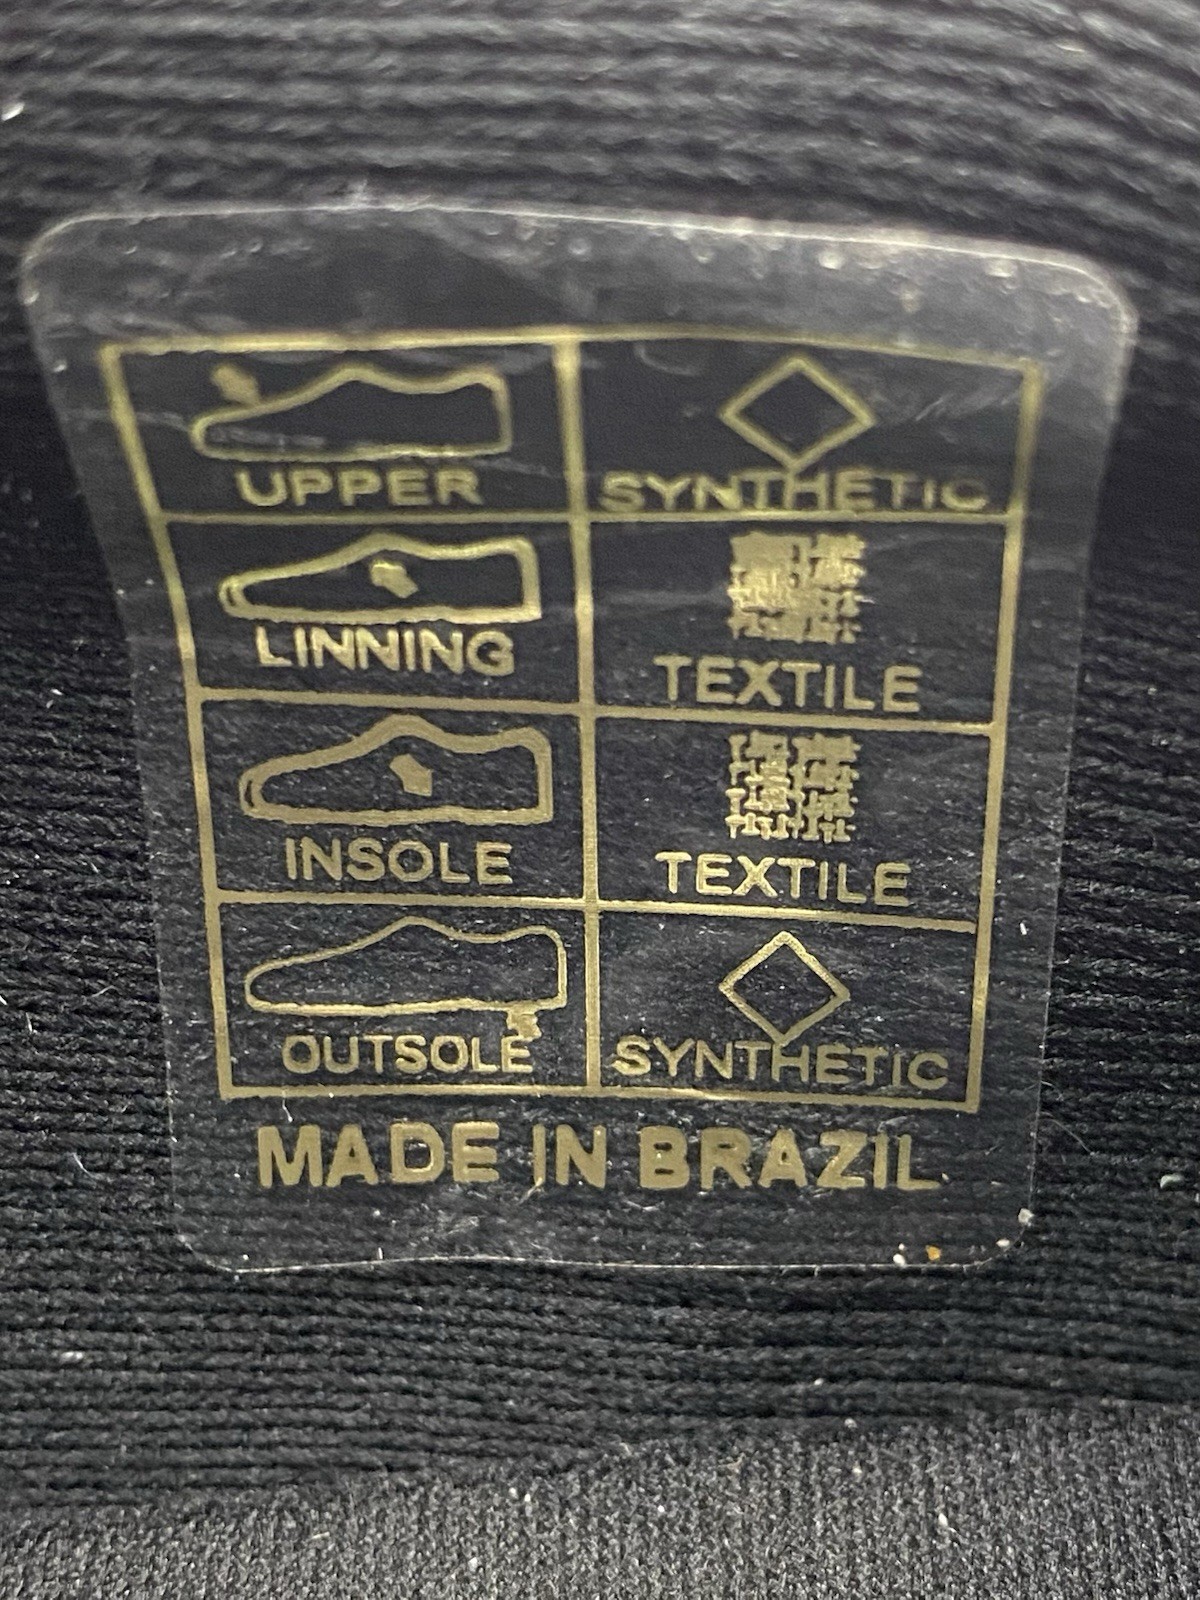 UPPER SYNTHETIC
LINNING TEXTILE
INSOLE TEXTILE
OUTSOLE SYNTHETIC
MADE IN BRAZIL